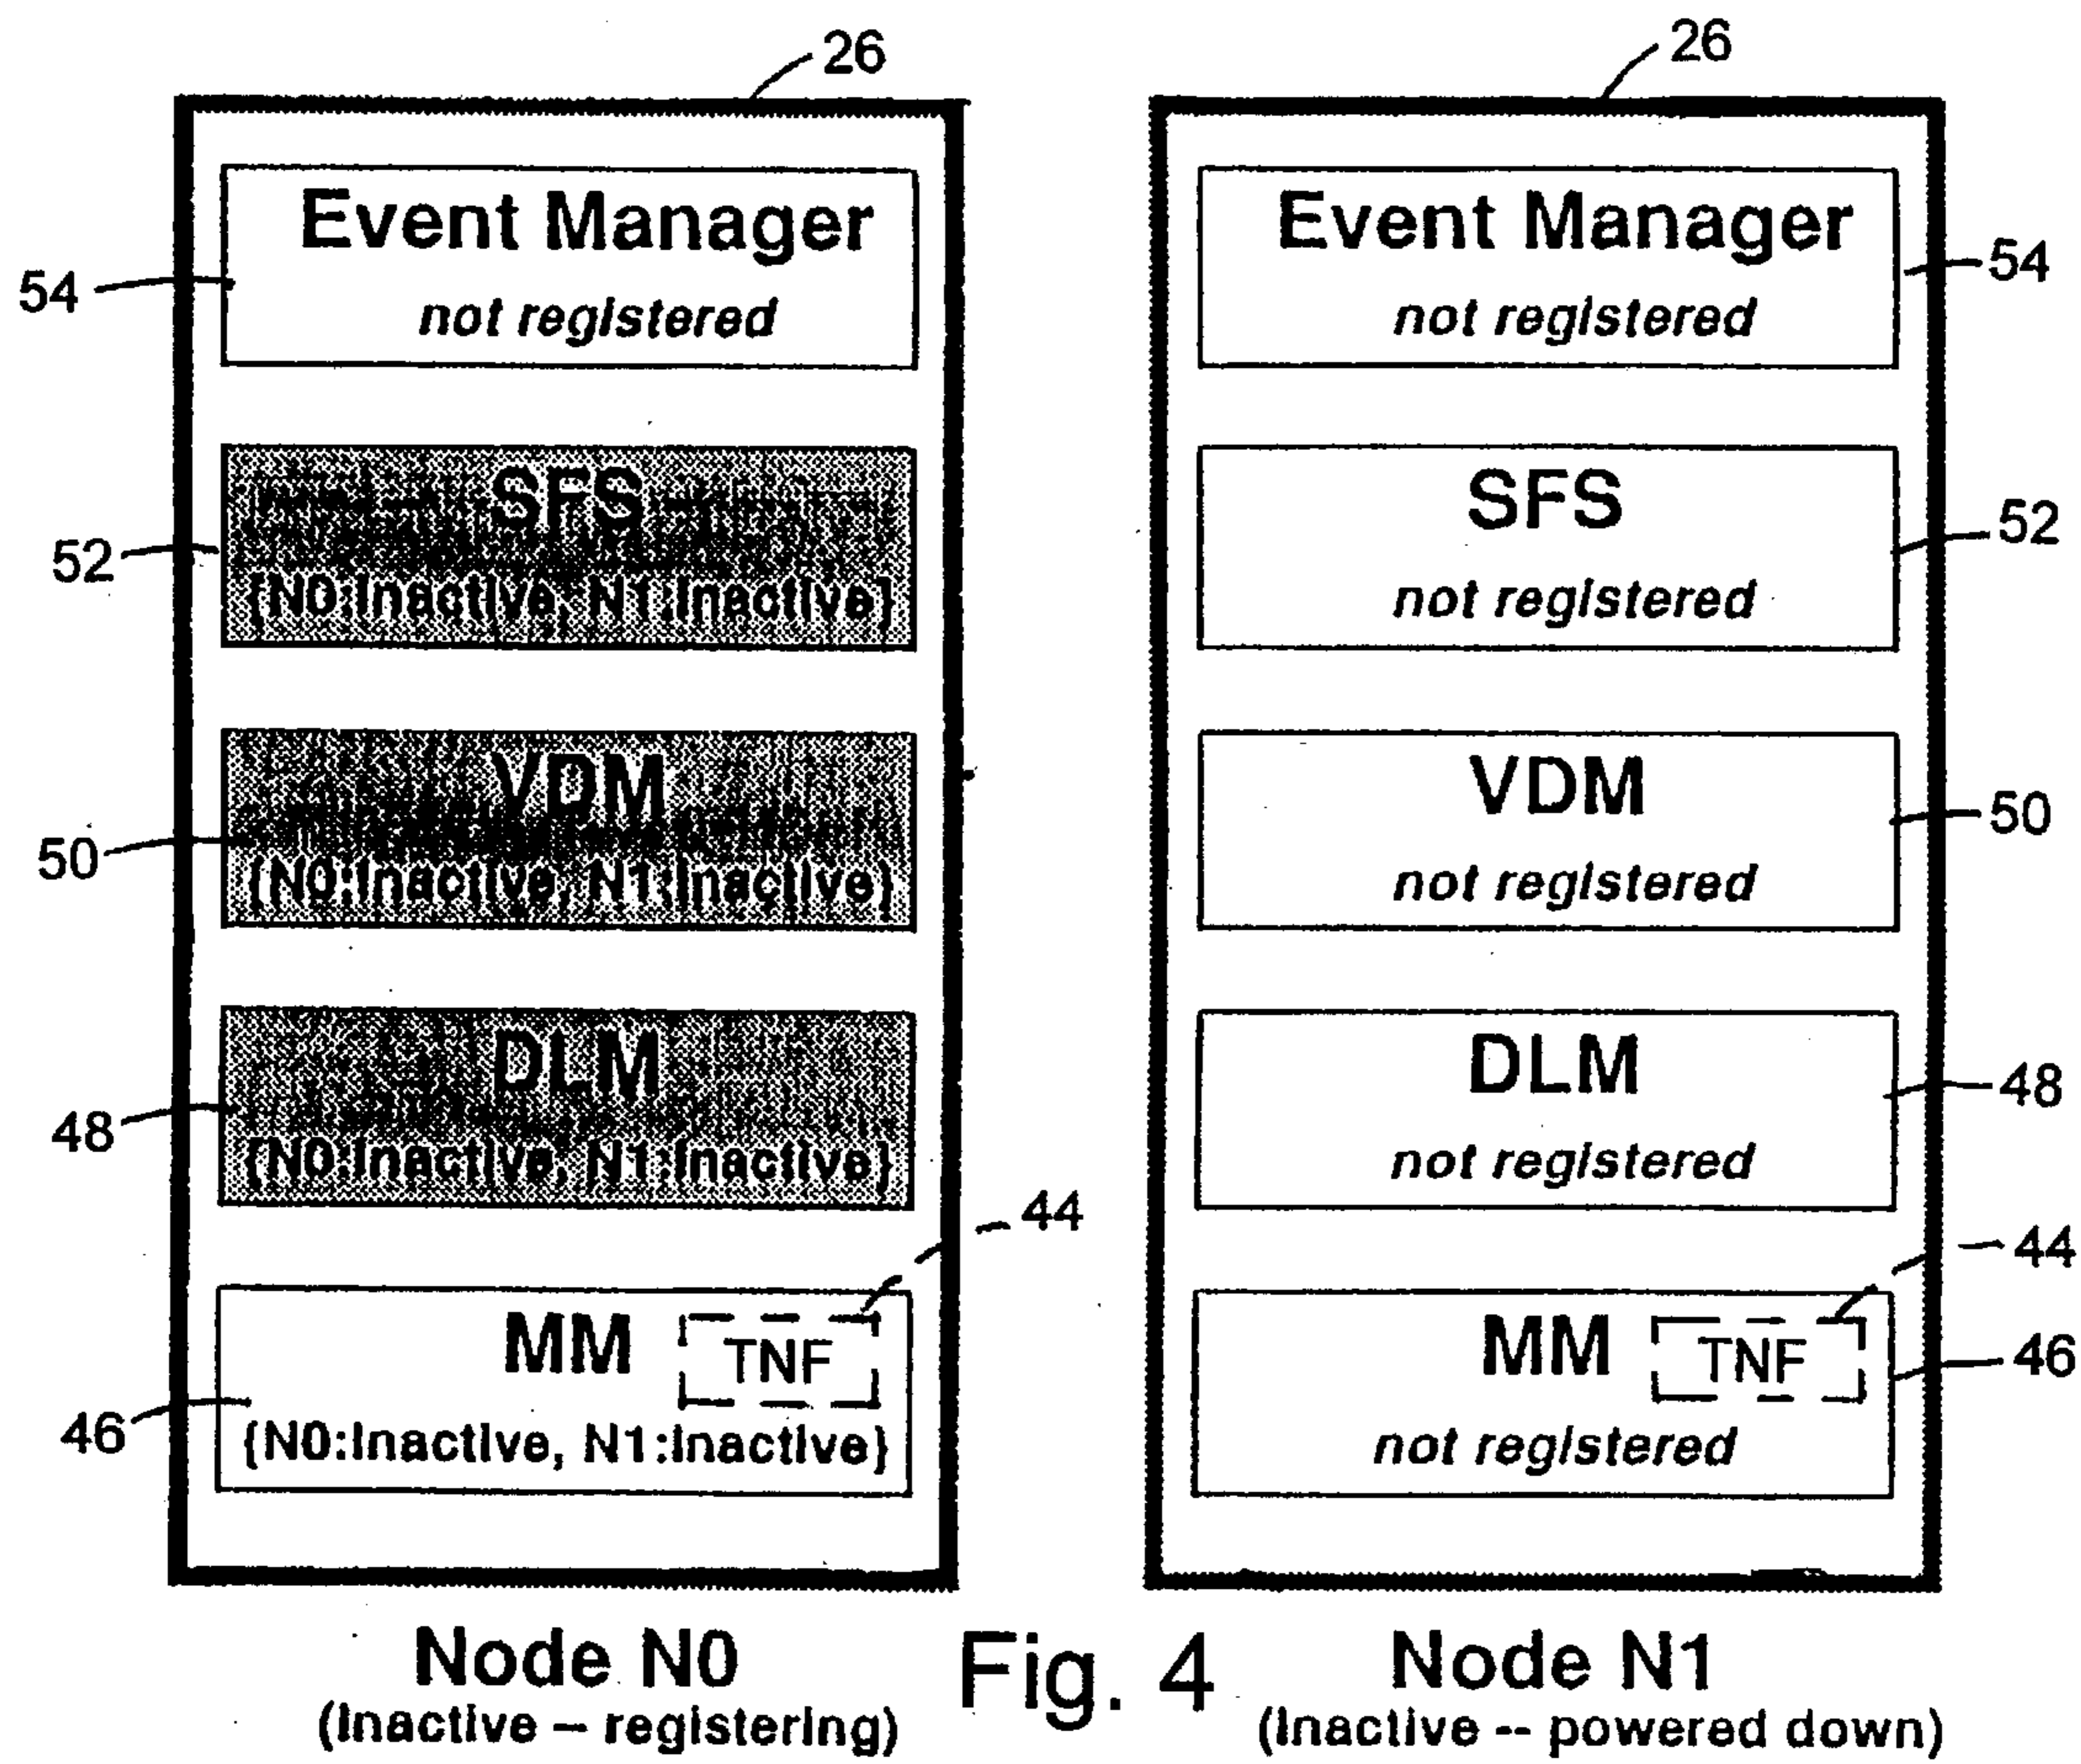 26
Event Manager
not registered
54
SFS
{N0:Inactive, N1:Inactive}
52
VDM
{N0:Inactive, N1:Inactive}
50
DLM
{N0:Inactive, N1:Inactive}
48
44
MM
TNF
{N0:Inactive, N1:Inactive}
46
Node N0
(Inactive – registering)
26
Event Manager
not registered
54
SFS
not registered
52
VDM
not registered
50
DLM
not registered
48
44
MM
TNF
not registered
46
Node N1
(Inactive -- powered down)
Fig. 4